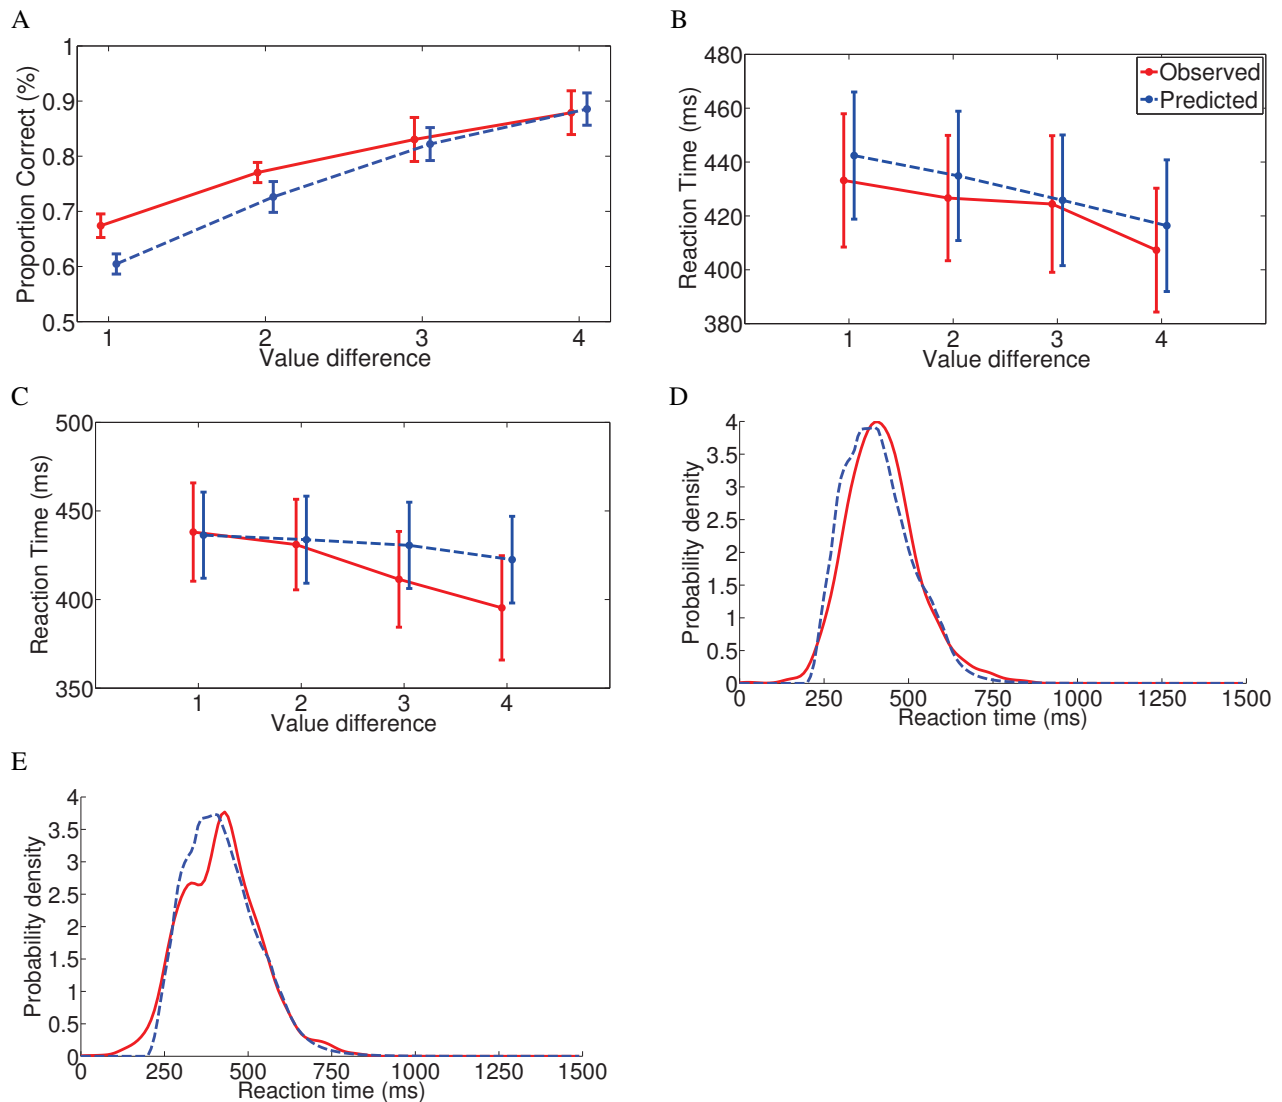 A
Proportion Correct (%)
1
0.9
0.8
0.7
0.6
0.5
1 2 3 4
Value difference
B
Reaction Time (ms)
480
460
440
420
400
380
1 2 3 4
Value difference
Observed
Predicted
C
Reaction Time (ms)
500
450
400
350
1 2 3 4
Value difference
D
Probability density
4
3.5
3
2.5
2
1.5
1
0.5
0
0 250 500 750 1000 1250 1500
Reaction time (ms)
E
Probability density
4
3.5
3
2.5
2
1.5
1
0.5
0
0 250 500 750 1000 1250 1500
Reaction time (ms)